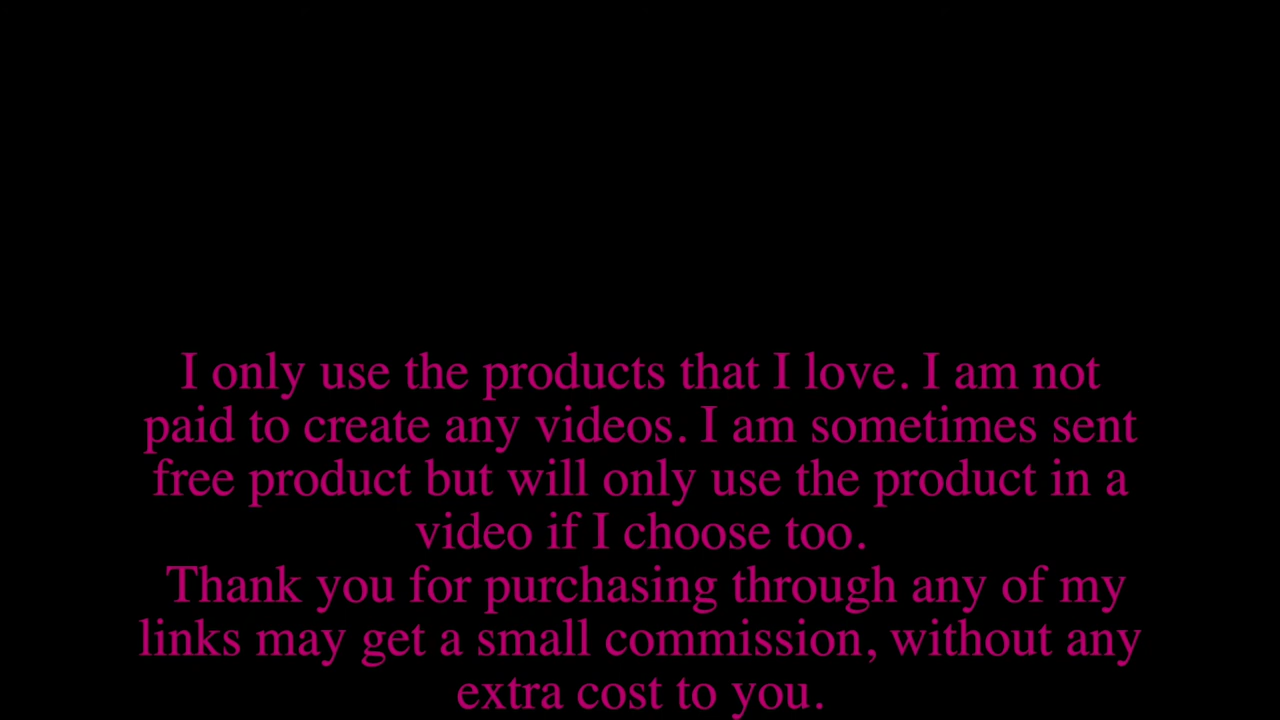 I only use the products that I love. I am not
paid to create any videos. I am sometimes sent
free product but will only use the product in a
video if I choose too.
Thank you for purchasing through any of my
links may get a small commission, without any
extra cost to you.